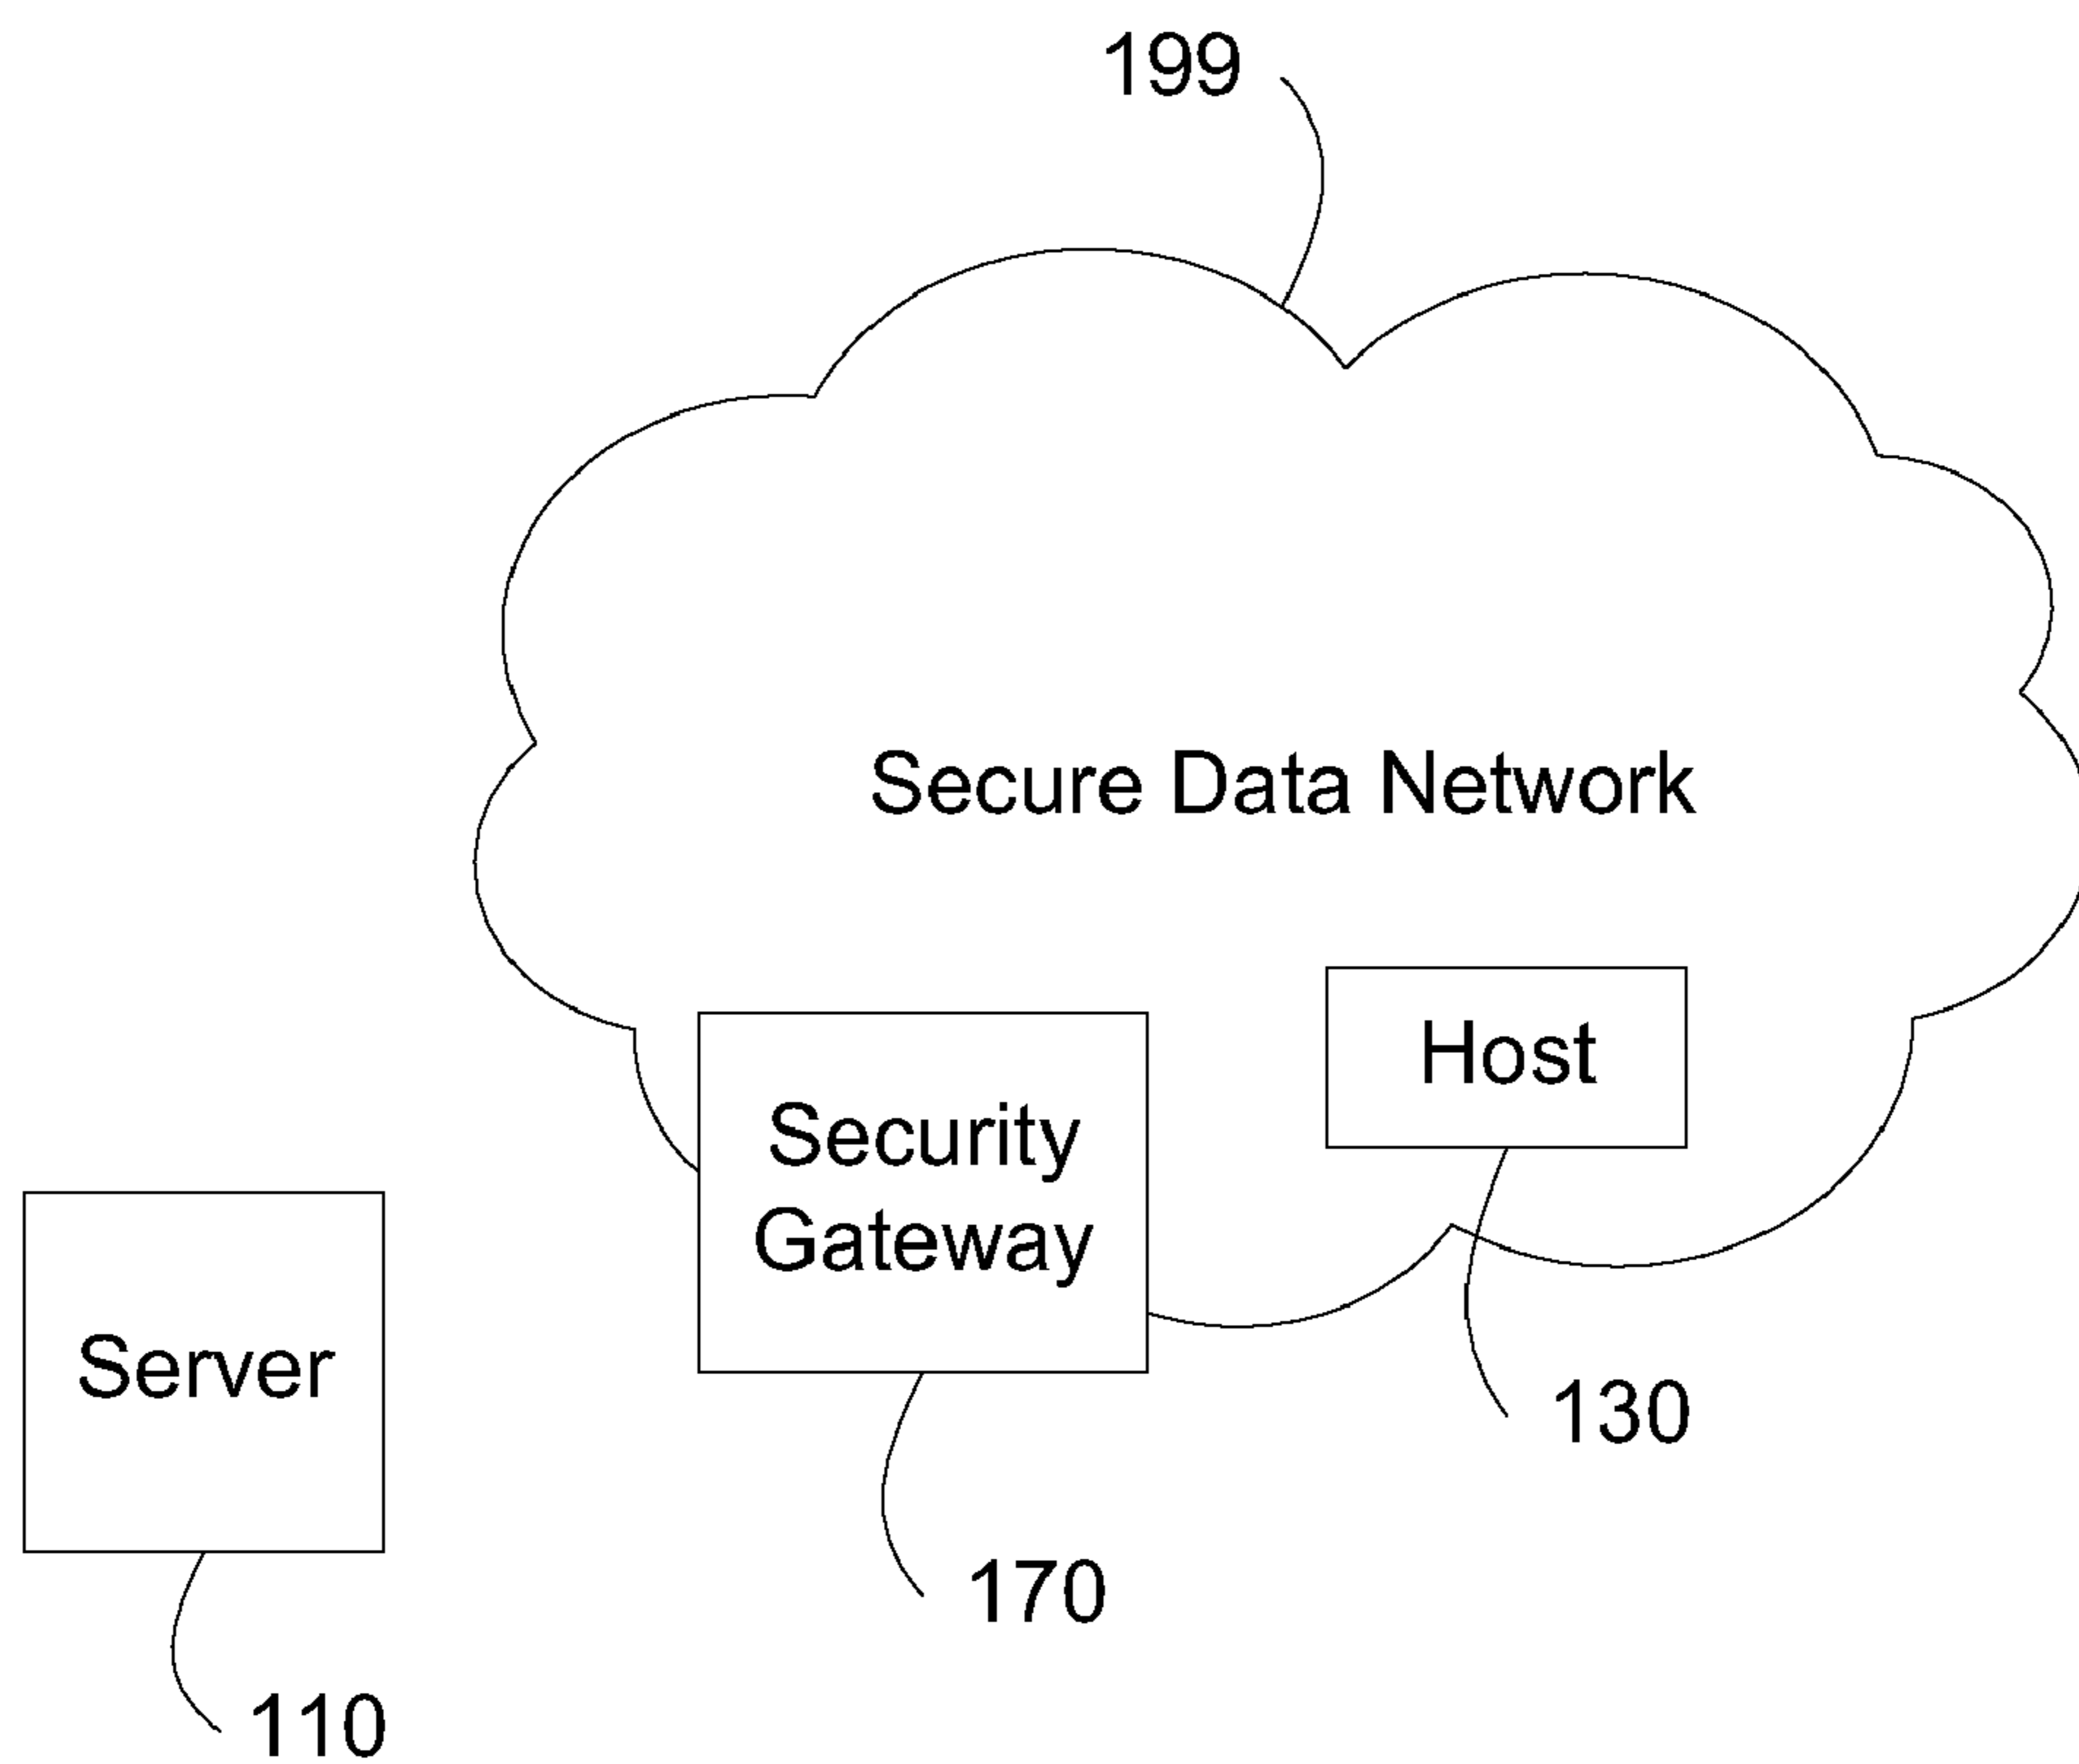 199
Secure Data Network
Host
Security
Gateway
Server
130
170
110